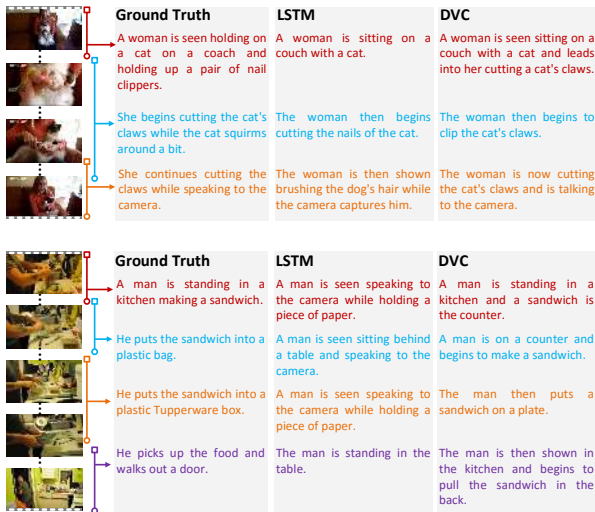 Ground Truth
LSTM
DVC
A woman is seen holding on
a cat on a coach and
holding up a pair of nail
clippers.
A woman is sitting on a
couch with a cat.
A woman is seen sitting on a
couch with a cat and leads
into her cutting a cat's claws.
She begins cutting the cat's
claws while the cat squirms
around a bit.
The woman then begins
cutting the nails of the cat.
The woman then begins to
clip the cat's claws.
She continues cutting the
claws while speaking to the
camera.
The woman is then shown
brushing the dog's hair while
the camera captures him.
The woman is now cutting
the cat's claws and is talking
to the camera.
Ground Truth
LSTM
DVC
A man is standing in a
kitchen making a sandwich.
A man is seen speaking to
the camera while holding a
piece of paper.
A man is standing in a
kitchen and a sandwich is
the counter.
He puts the sandwich into a
plastic bag.
A man is seen sitting behind
a table and speaking to the
camera.
A man is on a counter and
begins to make a sandwich.
He puts the sandwich into a
plastic Tupperware box.
A man is seen speaking to
the camera while holding a
piece of paper.
The man then puts a
sandwich on a plate.
He picks up the food and
walks out a door.
The man is standing in the
table.
The man is then shown in
the kitchen and begins to
pull the sandwich in the
back.